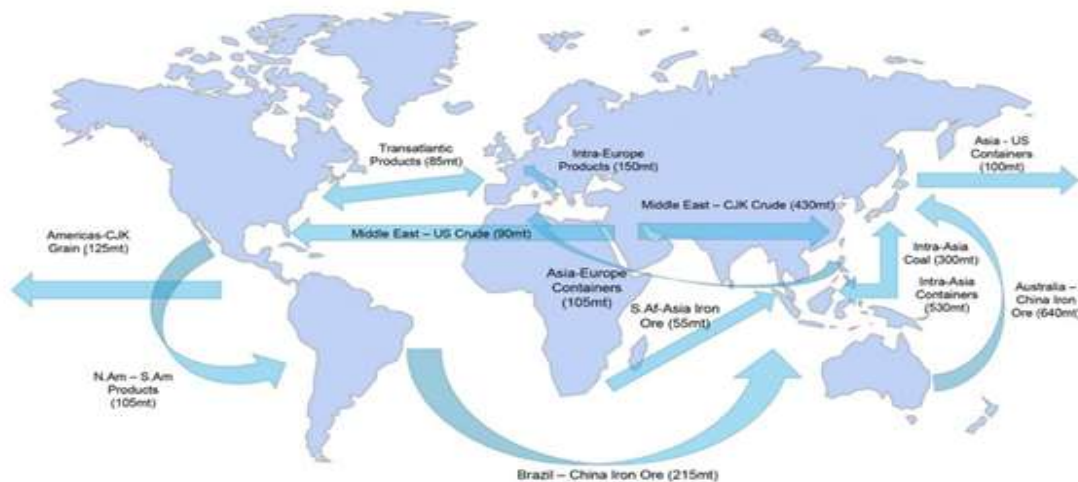 Transatlantic
Products (85mt)
Intra-Europe
Products (150mt)
Asia - US
Containers
(100mt)
Americas-CJK
Grain (125mt)
Middle East – US Crude (90mt)
Middle East – CJK Crude (430mt)
Asia-Europe
Containers
(105mt)
S.Af-Asia Iron
Ore (55mt)
Intra-Asia
Coal (300mt)
Intra-Asia
Containers
(530mt)
Australia –
China Iron
Ore (640mt)
N.Am – S.Am
Products
(105mt)
Brazil – China Iron Ore (215mt)